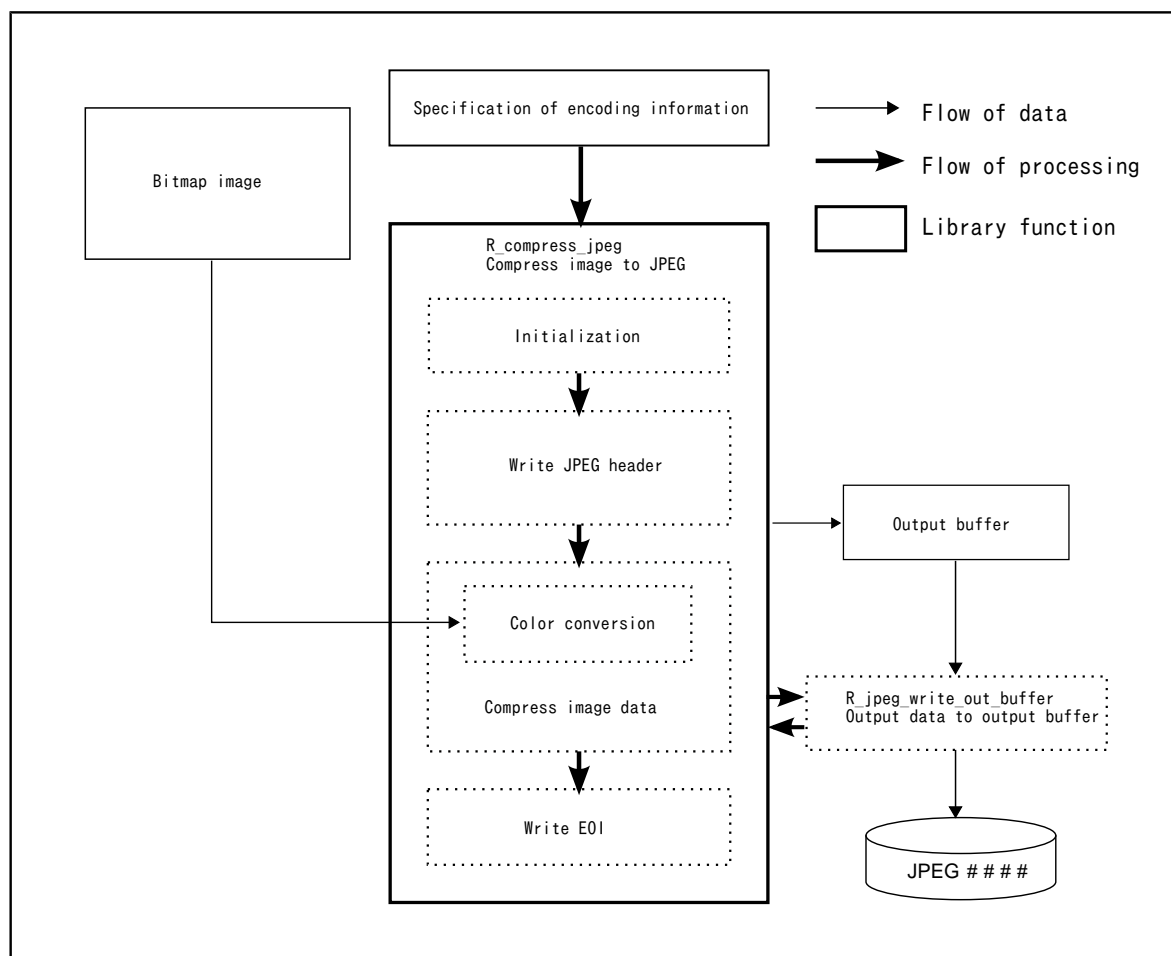 Specification of encoding information
Flow of data
Bitmap image
Flow of processing
Library function
R_compress_jpeg
Compress image to JPEG
Initialization
Write JPEG header
Output buffer
Color conversion
Compress image data
R_jpeg_write_out_buffer
Output data to output buffer
Write EOI
JPEG # # # #